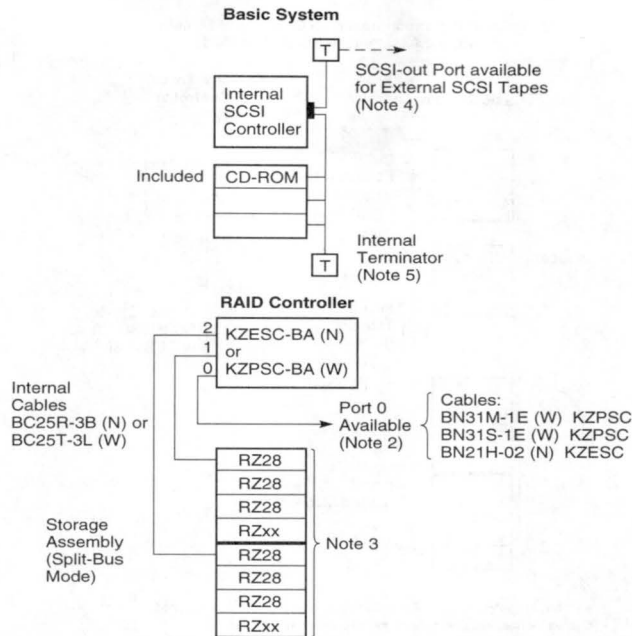 Basic System
T
SCSI-out Port available
for External SCSI Tapes
(Note 4)
Internal
SCSI
Controller
Included
CD-ROM
Internal
Terminator
(Note 5)
T
RAID Controller
2
1
0
KZESC-BA (N)
or
KZPSC-BA (W)
Internal
Cables
BC25R-3B (N) or
BC25T-3L (W)
Port 0
Available
(Note 2)
Cables:
BN31M-1E (W) KZPSC
BN31S-1E (W) KZPSC
BN21H-02 (N) KZESC
RZ28
RZ28
RZ28
RZxx
Storage
Assembly
(Split-Bus
Mode)
Note 3
RZ28
RZ28
RZ28
RZxx